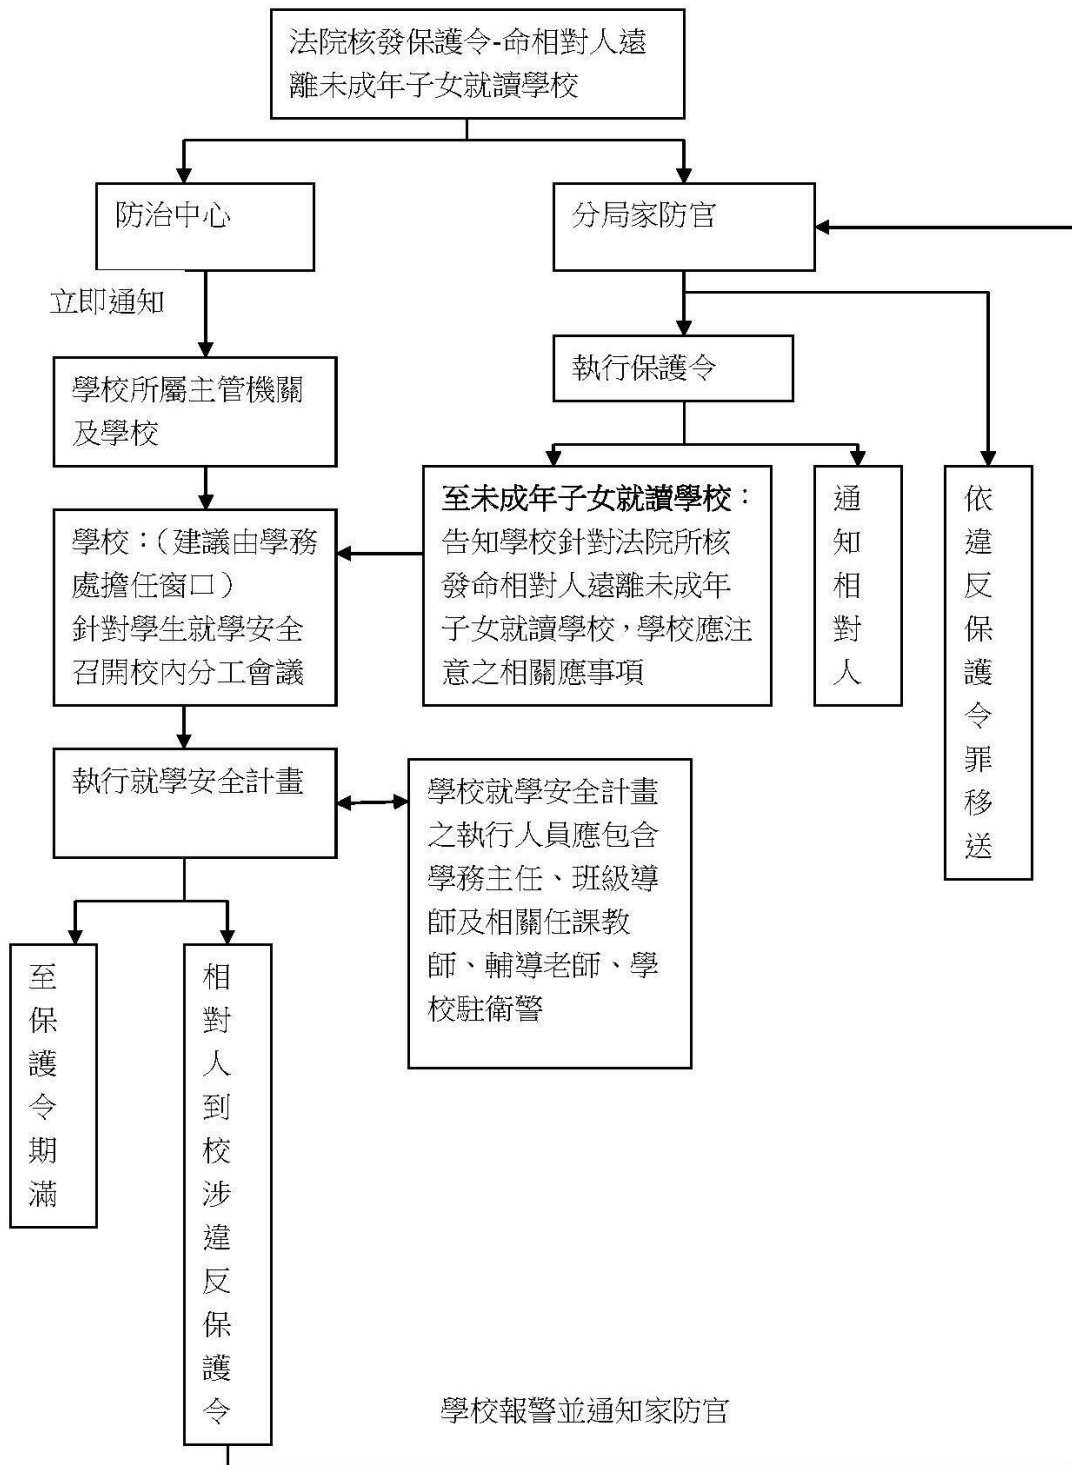 法院核發保護令-命相對人遠
離未成年子女就讀學校
防治中心
分局家防官
立即通知
執行保護令
學校所屬主管機關
及學校
至未成年子女就讀學校：
告知學校針對法院所核
發命相對人遠離未成年
子女就讀學校，學校應注
意之相關應事項
通知相對人
依違反保護令罪移送
學校：（建議由學務
處擔任窗口）
針對學生就學安全
召開校內分工會議
執行就學安全計畫
學校就學安全計畫
之執行人員應包含
學務主任、班級導
師及相關任課教
師、輔導老師、學
校駐衛警
至保護令期滿
相對人到校涉違反保護令
學校報警並通知家防官